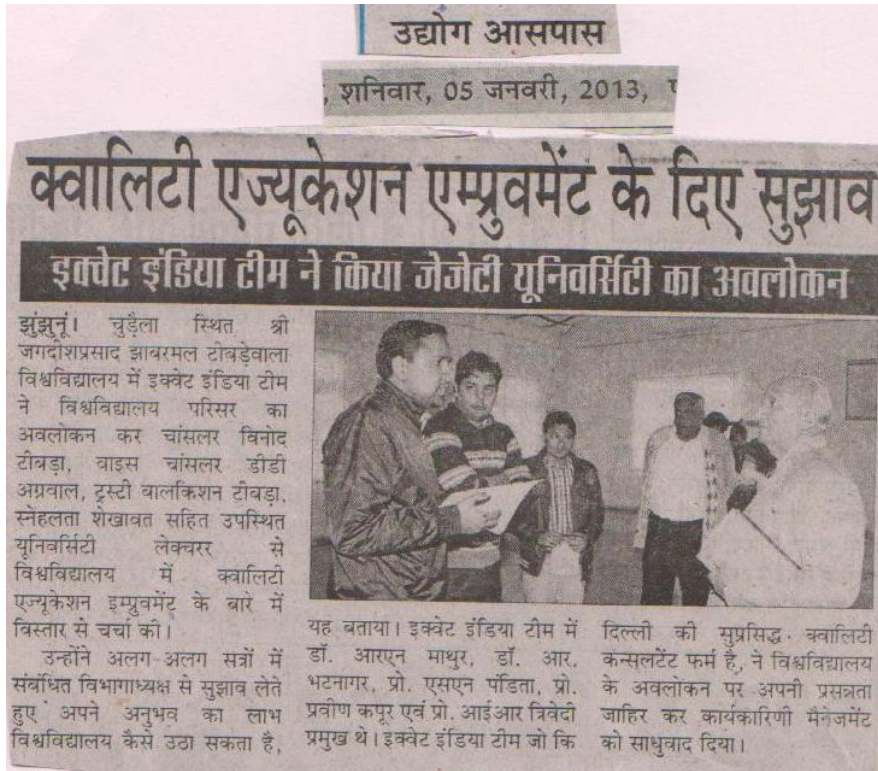 उद्योग आसपास
, शनिवार, 05 जनवरी, 2013,
क्वालिटी एज्यूकेशन एम्प्रुवमेंट के दिए सुझाव
इक्वेट इंडिया टीम ने किया जेजेटी यूनिवर्सिटी का अवलोकन
झुंझुनूं। चुड़ैला स्थित श्री
जगदीशप्रसाद झाबरमल टीबड़ेवाला
विश्वविद्यालय में इक्वेट इंडिया टीम
ने विश्वविद्यालय परिसर का
अवलोकन कर चांसलर विनोद
टीबड़ा, वाइस चांसलर डीडी
अग्रवाल, ट्रस्टी बालकिशन टीबड़ा,
स्नेहलता शेखावत सहित उपस्थित
यूनिवर्सिटी लेक्चरर से
विश्वविद्यालय में क्वालिटी
एज्यूकेशन इम्प्रुवमेंट के बारे में
विस्तार से चर्चा की।
उन्होंने अलग-अलग सत्रों में
संबंधित विभागाध्यक्ष से सुझाव लेते
हुए अपने अनुभव का लाभ
विश्वविद्यालय कैसे उठा सकता है,
यह बताया। इक्वेट इंडिया टीम में
डॉ. आरएन माथुर, डॉ. आर.
भटनागर, प्रो. एसएन पंडिता, प्रो.
प्रवीण कपूर एवं प्रो. आईआर त्रिवेदी
प्रमुख थे। इक्वेट इंडिया टीम जो कि
दिल्ली की सुप्रसिद्ध क्वालिटी
कन्सलटेंट फर्म है, ने विश्वविद्यालय
के अवलोकन पर अपनी प्रसन्नता
जाहिर कर कार्यकारिणी मैनेजमेंट
को साधुवाद दिया।